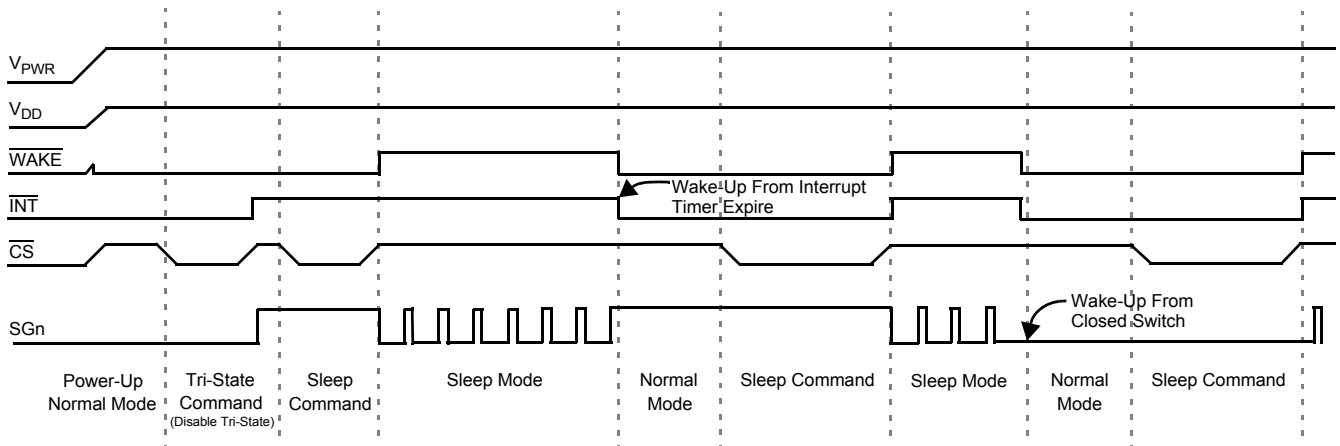 VPWR
VDD
WAKE
INT
Wake-Up From Interrupt
Timer Expire
CS
Wake-Up From
Closed Switch
SGn
Power-Up
Normal Mode
Tri-State
Command
(Disable Tri-State)
Sleep
Command
Sleep Mode
Normal
Mode
Sleep Command
Sleep Mode
Normal
Mode
Sleep Command